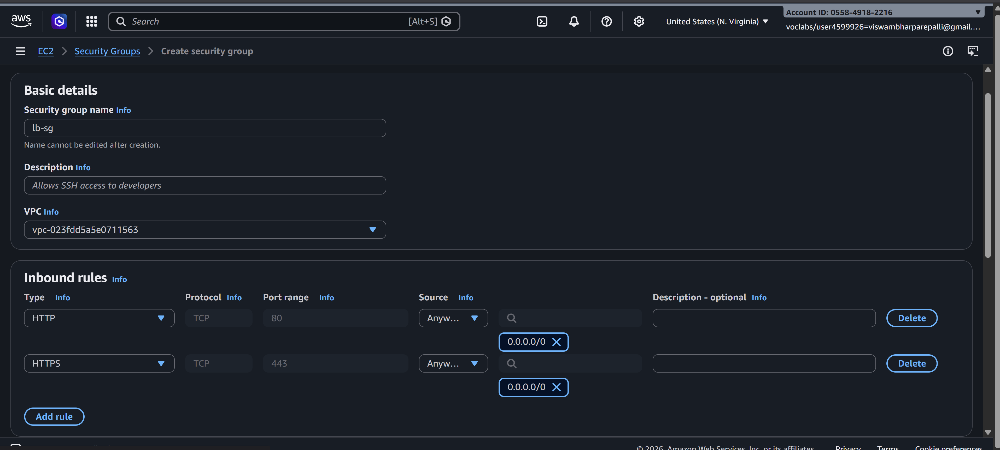 aws
Search [Alt+S]
United States (N. Virginia)
Account ID: 0558-4918-2216
voclabs/user4599926=viswambharparepalli@gmail....
EC2 Security Groups Create security group
Basic details
Security group name Info
lb-sg
Name cannot be edited after creation.
Description Info
Allows SSH access to developers
VPC Info
vpc-023fdd5a5e0711563
Inbound rules Info
Type Info Protocol Info Port range Info Source Info Description - optional Info
HTTP TCP 80 Anyw... Delete
0.0.0.0/0
HTTPS TCP 443 Anyw... Delete
0.0.0.0/0
Add rule
© 2026, Amazon Web Services, Inc. or its affiliates. Privacy Terms Cookie preferences